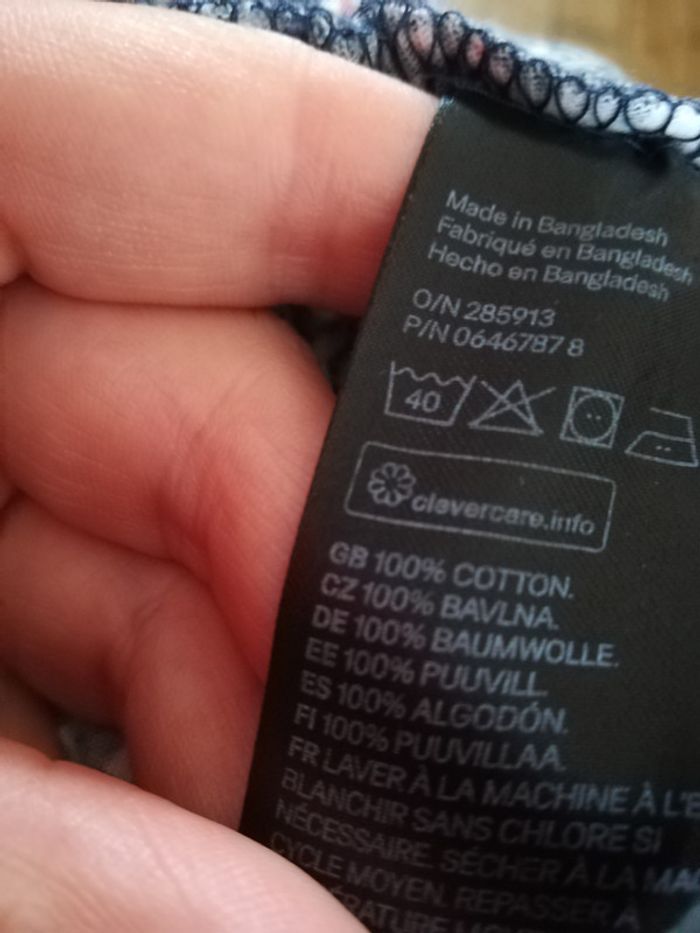 Made in Bangladesh
Fabriqué en Bangladesh
Hecho en Bangladesh
O/N 285913
P/N 0646787 8
40
clevercare.info
GB 100% COTTON.
CZ 100% BAVLNA.
DE 100% BAUMWOLLE.
EE 100% PUUVILL.
ES 100% ALGODÓN.
FI 100% PUUVILLAA.
FR LAVER À LA MACHINE À
BLANCHIR SANS CHLORE SI
NÉCESSAIRE. SÉCHER À LA
CYCLE MOYEN. REPASSER À